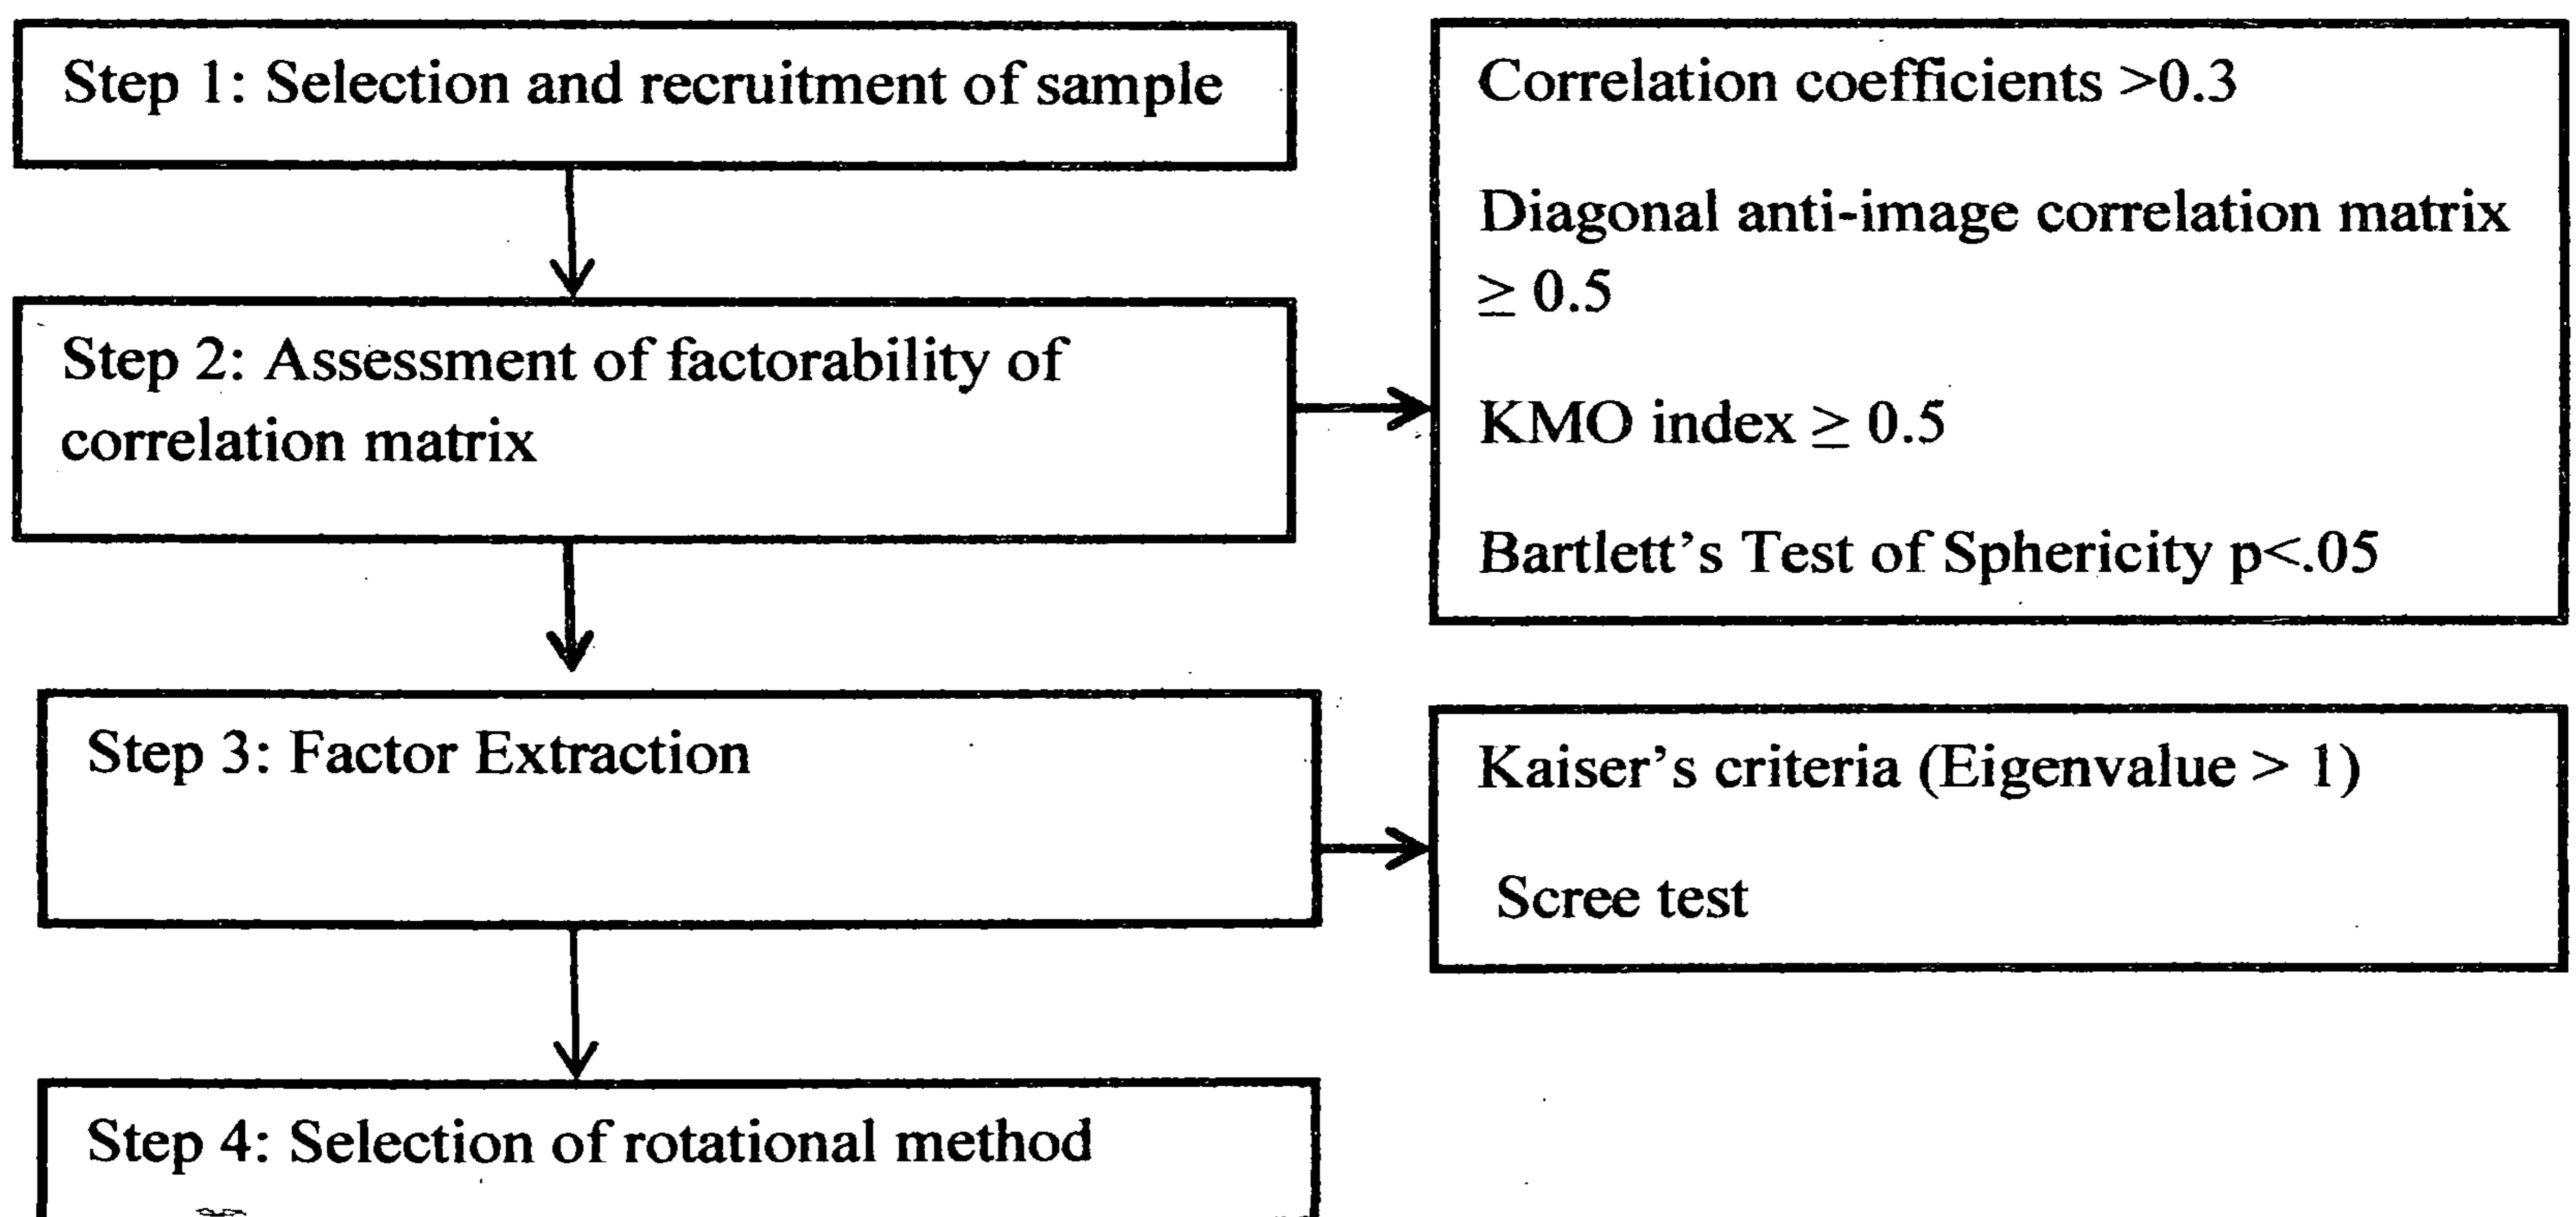 Step 1: Selection and recruitment of sample
Correlation coefficients >0.3
Diagonal anti-image correlation matrix
≥ 0.5
KMO index ≥ 0.5
Bartlett’s Test of Sphericity p<.05
Step 2: Assessment of factorability of
correlation matrix
Step 3: Factor Extraction
Kaiser’s criteria (Eigenvalue > 1)
Scree test
Step 4: Selection of rotational method